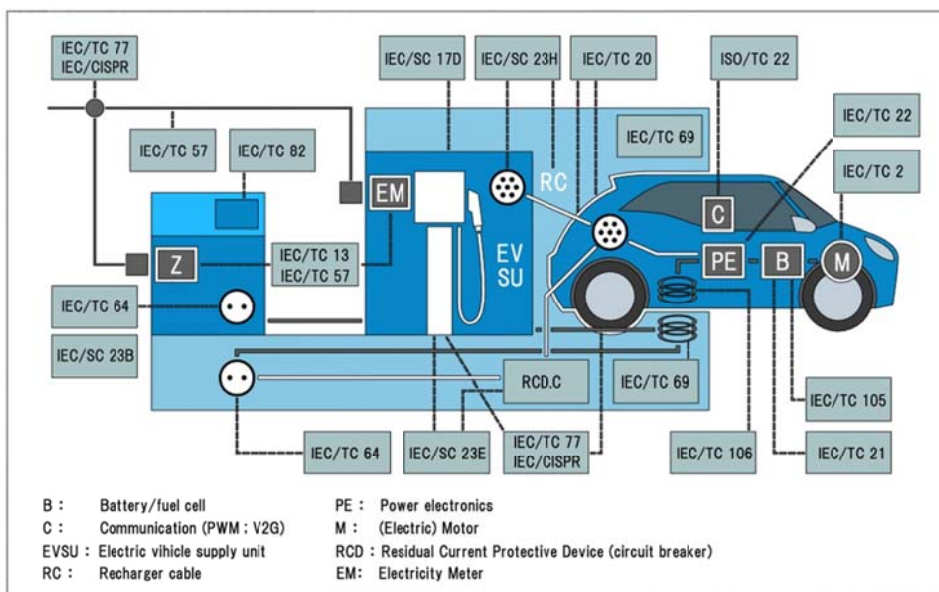 IEC/TC 77
IEC/CISPR
IEC/SC 17D
IEC/SC 23H
IEC/TC 20
ISO/TC 22
IEC/TC 22
IEC/TC 57
IEC/TC 82
IEC/TC 69
IEC/TC 2
EM
RC
C
Z
IEC/TC 13
IEC/TC 57
EV
SU
PE
B
M
IEC/TC 64
IEC/SC 23B
RCD.C
IEC/TC 69
IEC/TC 105
IEC/TC 64
IEC/SC 23E
IEC/TC 77
IEC/CISPR
IEC/TC 106
IEC/TC 21
B : Battery/fuel cell
C : Communication (PWM ; V2G)
EVSU : Electric vihicle supply unit
RC : Recharger cable
PE : Power electronics
M : (Electric) Motor
RCD : Residual Current Protective Device (circuit breaker)
EM: Electricity Meter